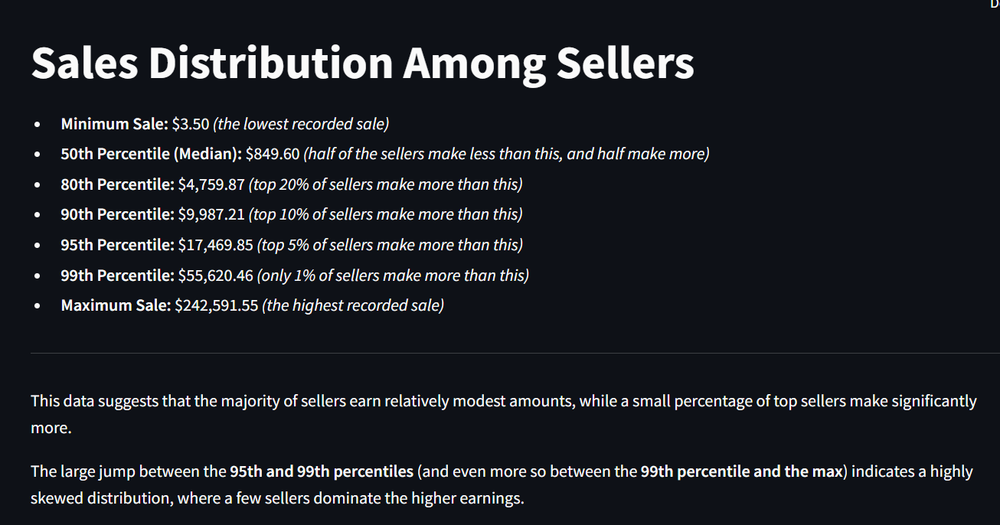 Sales Distribution Among Sellers
• Minimum Sale: $3.50 (the lowest recorded sale)
• 50th Percentile (Median): $849.60 (half of the sellers make less than this, and half make more)
• 80th Percentile: $4,759.87 (top 20% of sellers make more than this)
• 90th Percentile: $9,987.21 (top 10% of sellers make more than this)
• 95th Percentile: $17,469.85 (top 5% of sellers make more than this)
• 99th Percentile: $55,620.46 (only 1% of sellers make more than this)
• Maximum Sale: $242,591.55 (the highest recorded sale)
This data suggests that the majority of sellers earn relatively modest amounts, while a small percentage of top sellers make significantly
more.
The large jump between the 95th and 99th percentiles (and even more so between the 99th percentile and the max) indicates a highly
skewed distribution, where a few sellers dominate the higher earnings.